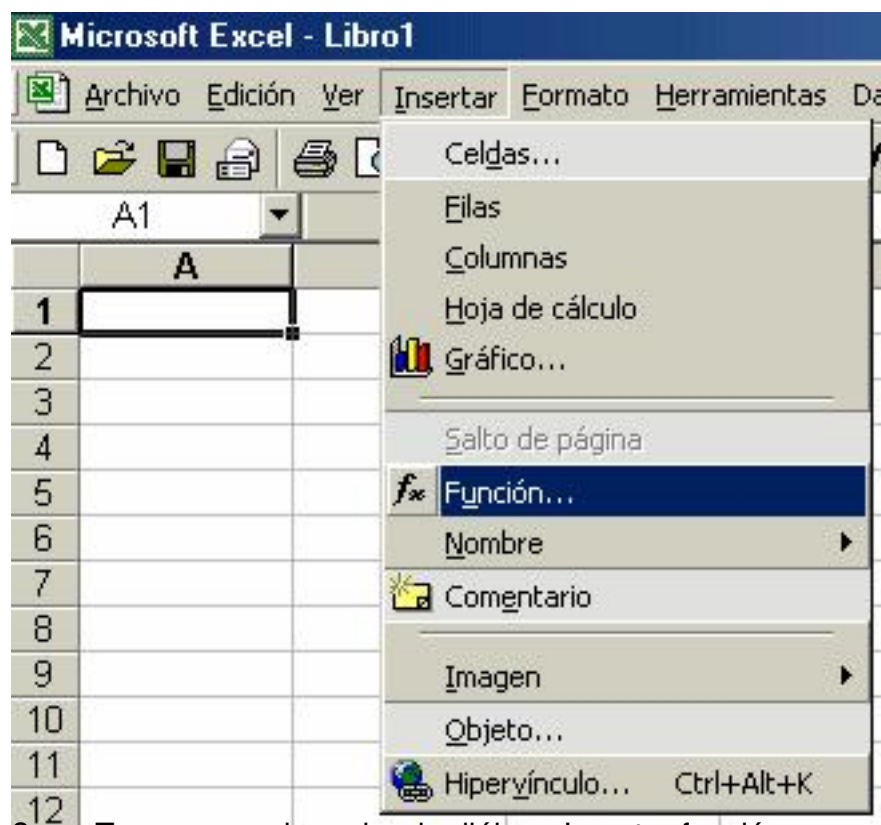 Microsoft Excel - Libro1
Archivo Edición Ver Insertar Formato Herramientas
A1
A
1
2
3
4
5
6
7
8
9
10
11
12
Celdas...
Filas
Columnas
Hoja de cálculo
Gráfico...
Salto de página
Función...
Nombre
Comentario
Imagen
Objeto...
Hipervínculo... Ctrl+Alt+K